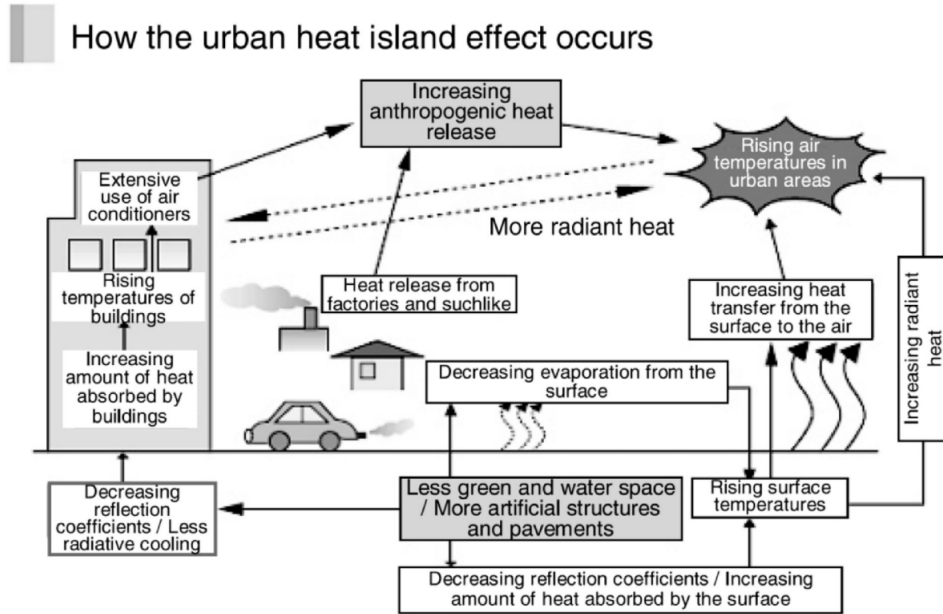 How the urban heat island effect occurs
Increasing
anthropogenic heat
release
Rising air
temperatures in
urban areas
Extensive
use of air
conditioners
More radiant heat
Rising
temperatures of
buildings
Heat release from
factories and suchlike
Increasing heat
transfer from the
surface to the air
Increasing radiant
heat
Increasing
amount of heat
absorbed by
buildings
Decreasing evaporation from the
surface
Decreasing
reflection
coefficients / Less
radiative cooling
Less green and water space
/ More artificial structures
and pavements
Rising surface
temperatures
Decreasing reflection coefficients / Increasing
amount of heat absorbed by the surface